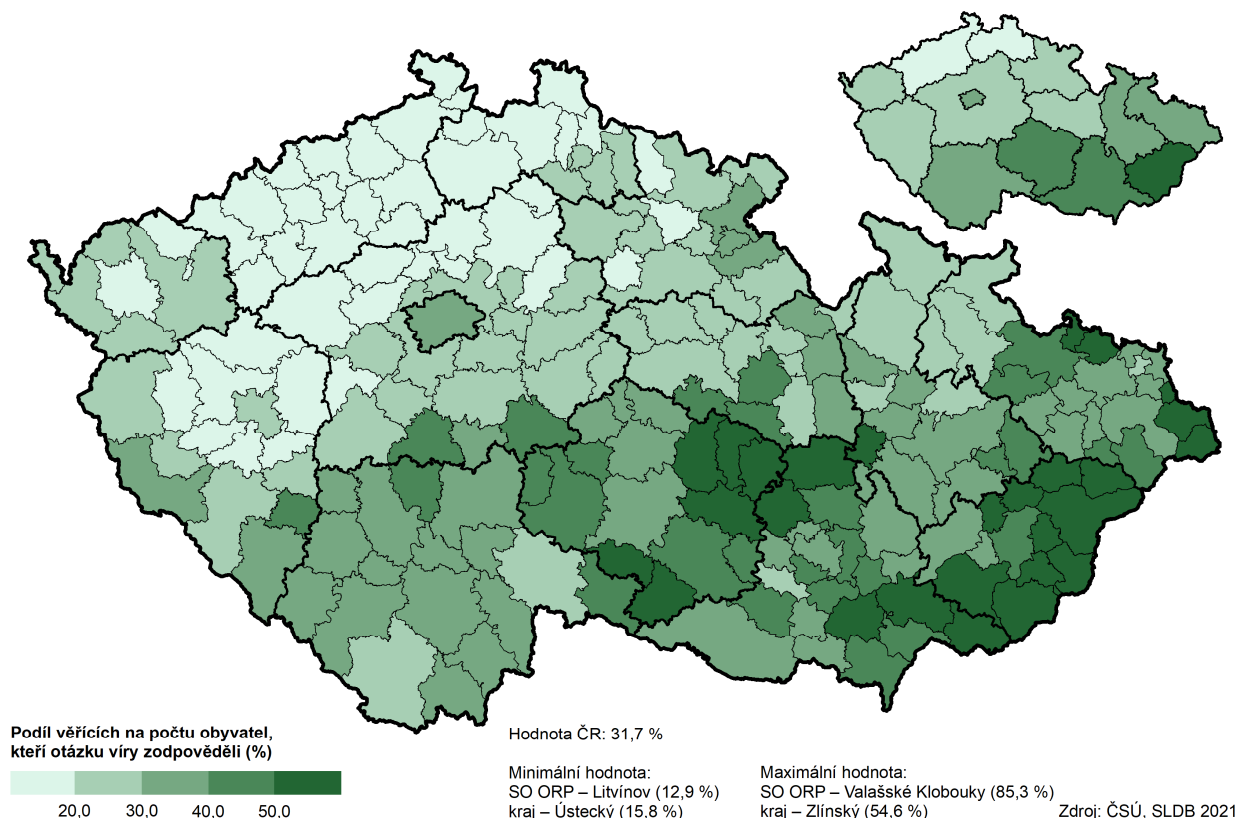 Podíl věřících na počtu obyvatel,
kteří otázku víry zodpověděli (%)
20,0 30,0 40,0 50,0
Hodnota ČR: 31,7 %
Minimální hodnota:
SO ORP – Litvínov (12,9 %)
kraj – Ústecký (15,8 %)
Maximální hodnota:
SO ORP – Valašské Klobouky (85,3 %)
kraj – Zlínský (54,6 %)
Zdroj: ČSÚ, SLDB 2021